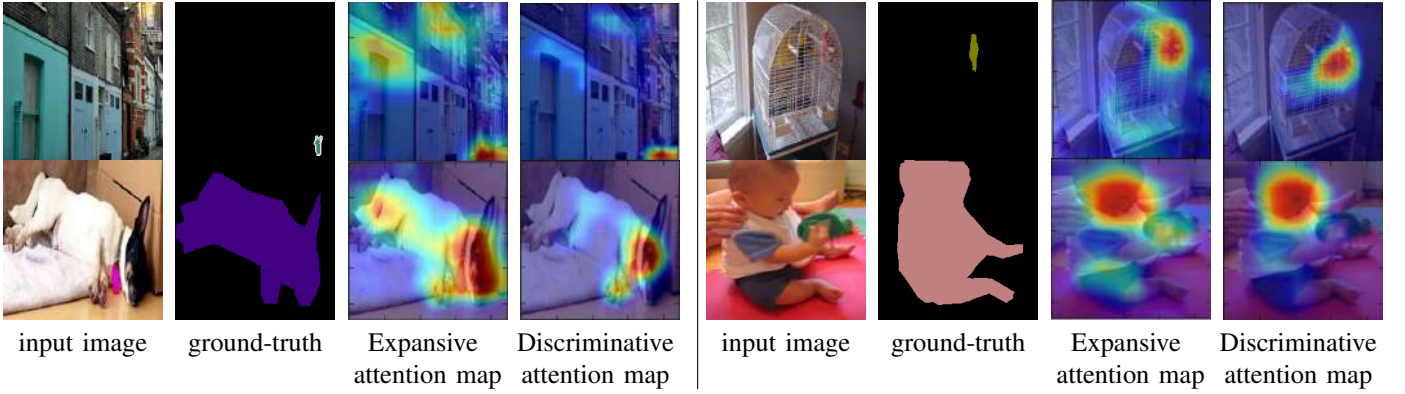 input image
ground-truth
Expansive
attention map
Discriminative
attention map
input image
ground-truth
Expansive
attention map
Discriminative
attention map